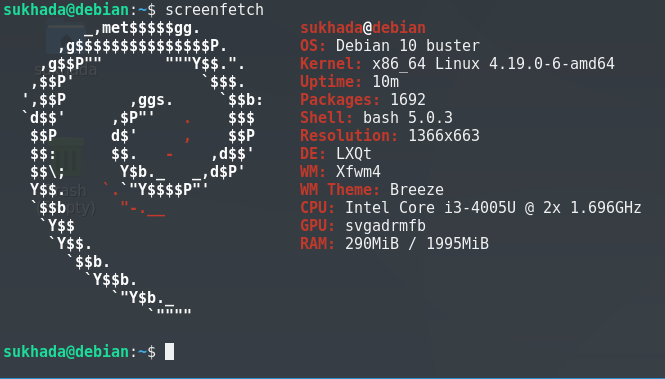 sukhada@debian:~$ screenfetch
         _,met$$$$$gg.           sukhada@debian
      ,g$$$$$$$$$$$$$$$P.        OS: Debian 10 buster
    ,g$$P""       """Y$$.".      Kernel: x86_64 Linux 4.19.0-6-amd64
   ,$$P'              `$$$.      Uptime: 10m
  ',$$P       ,ggs.     `$$b:    Packages: 1692
  `d$$'     ,$P"'   .    $$$     Shell: bash 5.0.3
   $$P      d$'     ,    $$P     Resolution: 1366x663
   $$:      $$.   -    ,d$$'     DE: LXQt
   $$\;      Y$b._   _,d$P'      WM: Xfwm4
   Y$$.    `.`"Y$$$$P"'          WM Theme: Breeze
   `$$b      "-.__               CPU: Intel Core i3-4005U @ 2x 1.696GHz
    `Y$$                         GPU: svgadrmfb
     `Y$$.                       RAM: 290MiB / 1995MiB
       `$$b.
         `Y$$b.
            `"Y$b._
                `""""
sukhada@debian:~$